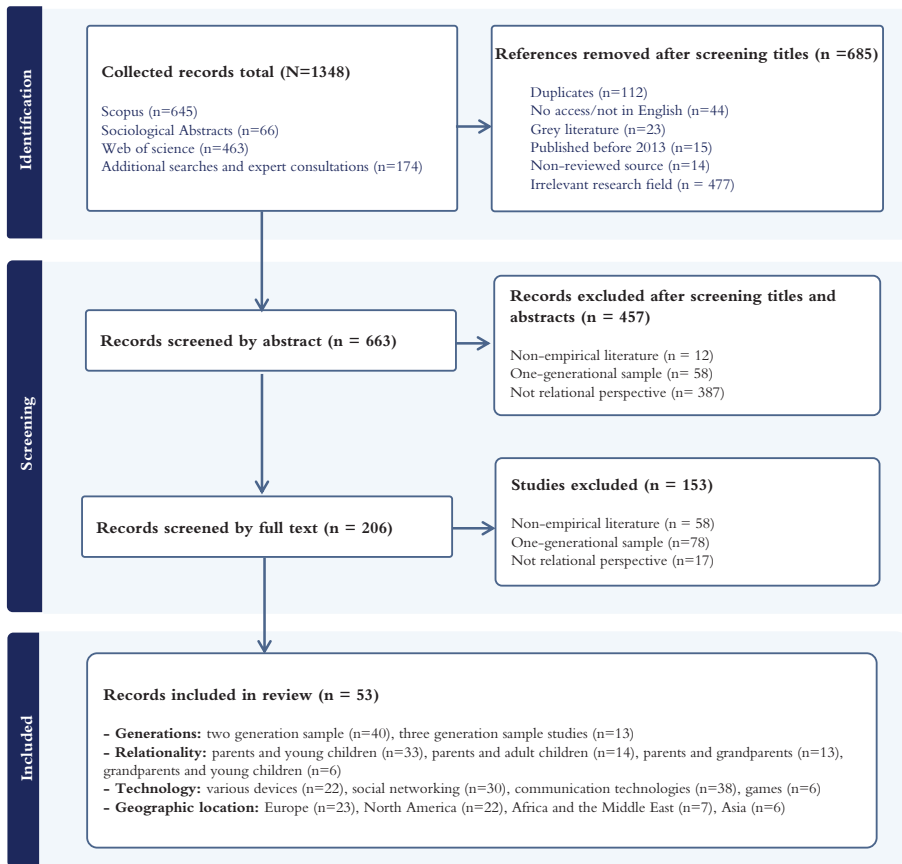 Identification
Collected records total (N=1348)
Scopus (n=645)
Sociological Abstracts (n=66)
Web of science (n=463)
Additional searches and expert consultations (n=174)
References removed after screening titles (n =685)
Duplicates (n=112)
No access/not in English (n=44)
Grey literature (n=23)
Published before 2013 (n=15)
Non-reviewed source (n=14)
Irrelevant research field (n = 477)
Screening
Records screened by abstract (n = 663)
Records excluded after screening titles and
abstracts (n = 457)
Non-empirical literature (n = 12)
One-generational sample (n = 58)
Not relational perspective (n= 387)
Records screened by full text (n = 206)
Studies excluded (n = 153)
Non-empirical literature (n = 58)
One-generational sample (n=78)
Not relational perspective (n=17)
Included
Records included in review (n = 53)
- Generations: two generation sample (n=40), three generation sample studies (n=13)
- Relationality: parents and young children (n=33), parents and adult children (n=14), parents and grandparents (n=13),
grandparents and young children (n=6)
- Technology: various devices (n=22), social networking (n=30), communication technologies (n=38), games (n=6)
- Geographic location: Europe (n=23), North America (n=22), Africa and the Middle East (n=7), Asia (n=6)